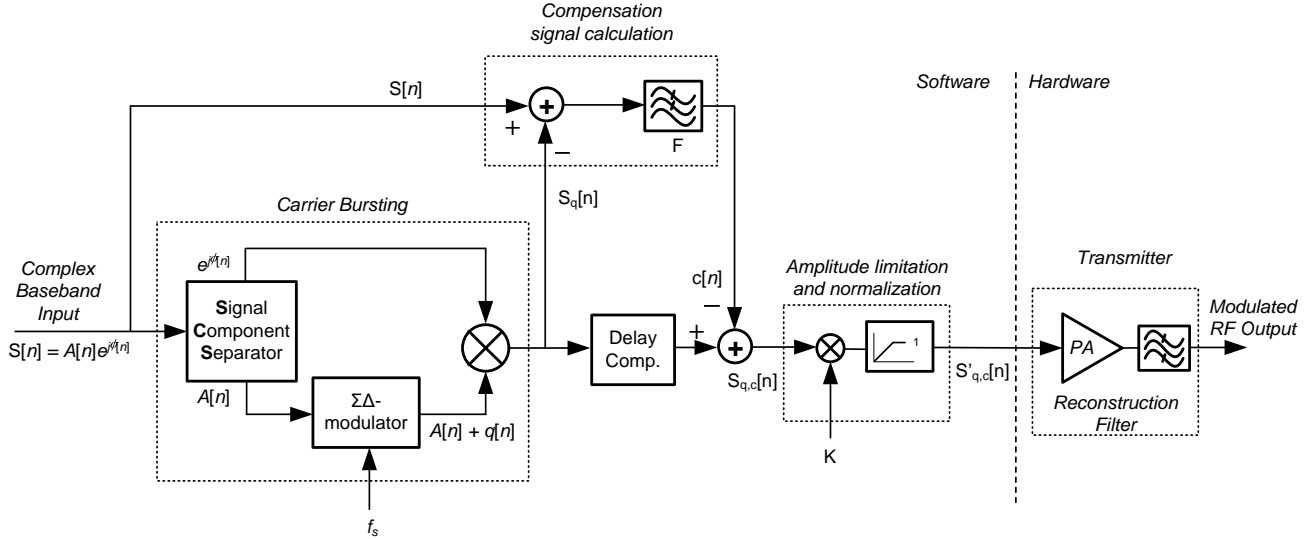 Compensation
signal calculation
S[n]
+
+
−
F
Software
Hardware
S_q[n]
Carrier Bursting
Complex
Baseband
Input
S[n] = A[n]e^{jϕ[n]}
e^{jϕ[n]}
Signal
Component
Separator
A[n]
ΣΔ-
modulator
A[n] + q[n]
f_s
Delay
Comp.
c[n]
−
+
+
S_{q,c}[n]
Amplitude limitation
and normalization
1
K
S'_{q,c}[n]
Transmitter
PA
Reconstruction
Filter
Modulated
RF Output